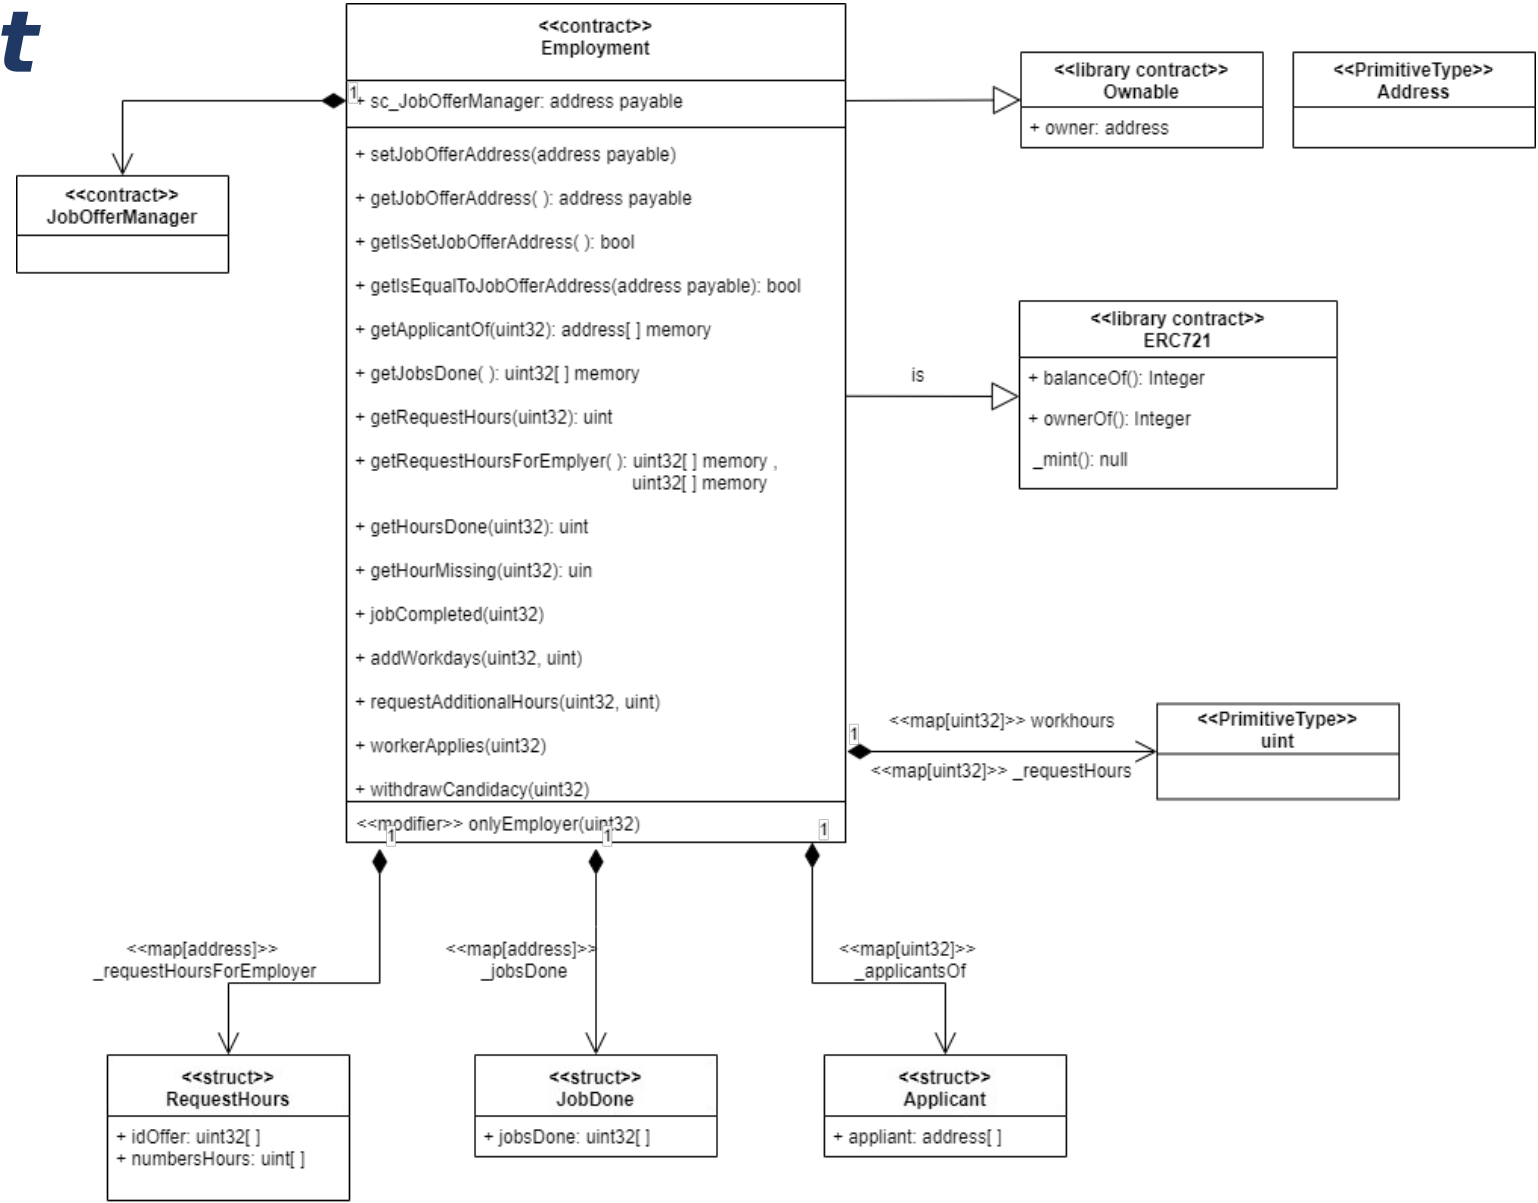 t
<<contract>>
Employment
1
+ sc_JobOfferManager: address payable
+ setJobOfferAddress(address payable)
+ getJobOfferAddress( ): address payable
+ getIsSetJobOfferAddress( ): bool
+ getIsEqualToJobOfferAddress(address payable): bool
+ getApplicantOf(uint32): address[ ] memory
+ getJobsDone( ): uint32[ ] memory
+ getRequestHours(uint32): uint
+ getRequestHoursForEmplyer( ): uint32[ ] memory ,
uint32[ ] memory
+ getHoursDone(uint32): uint
+ getHourMissing(uint32): uin
+ jobCompleted(uint32)
+ addWorkdays(uint32, uint)
+ requestAdditionalHours(uint32, uint)
+ workerApplies(uint32)
+ withdrawCandidacy(uint32)
<<modifier>> onlyEmployer(uint32)
1
1
1
<<contract>>
JobOfferManager
<<library contract>>
Ownable
+ owner: address
<<PrimitiveType>>
Address
is
<<library contract>>
ERC721
+ balanceOf(): Integer
+ ownerOf(): Integer
_mint(): null
1
<<map[uint32]>> workhours
<<map[uint32]>> _requestHours
<<PrimitiveType>>
uint
<<map[address]>>
_requestHoursForEmployer
<<map[address]>>
_jobsDone
<<map[uint32]>>
_applicantsOf
<<struct>>
RequestHours
+ idOffer: uint32[ ]
+ numbersHours: uint[ ]
<<struct>>
JobDone
+ jobsDone: uint32[ ]
<<struct>>
Applicant
+ appliant: address[ ]